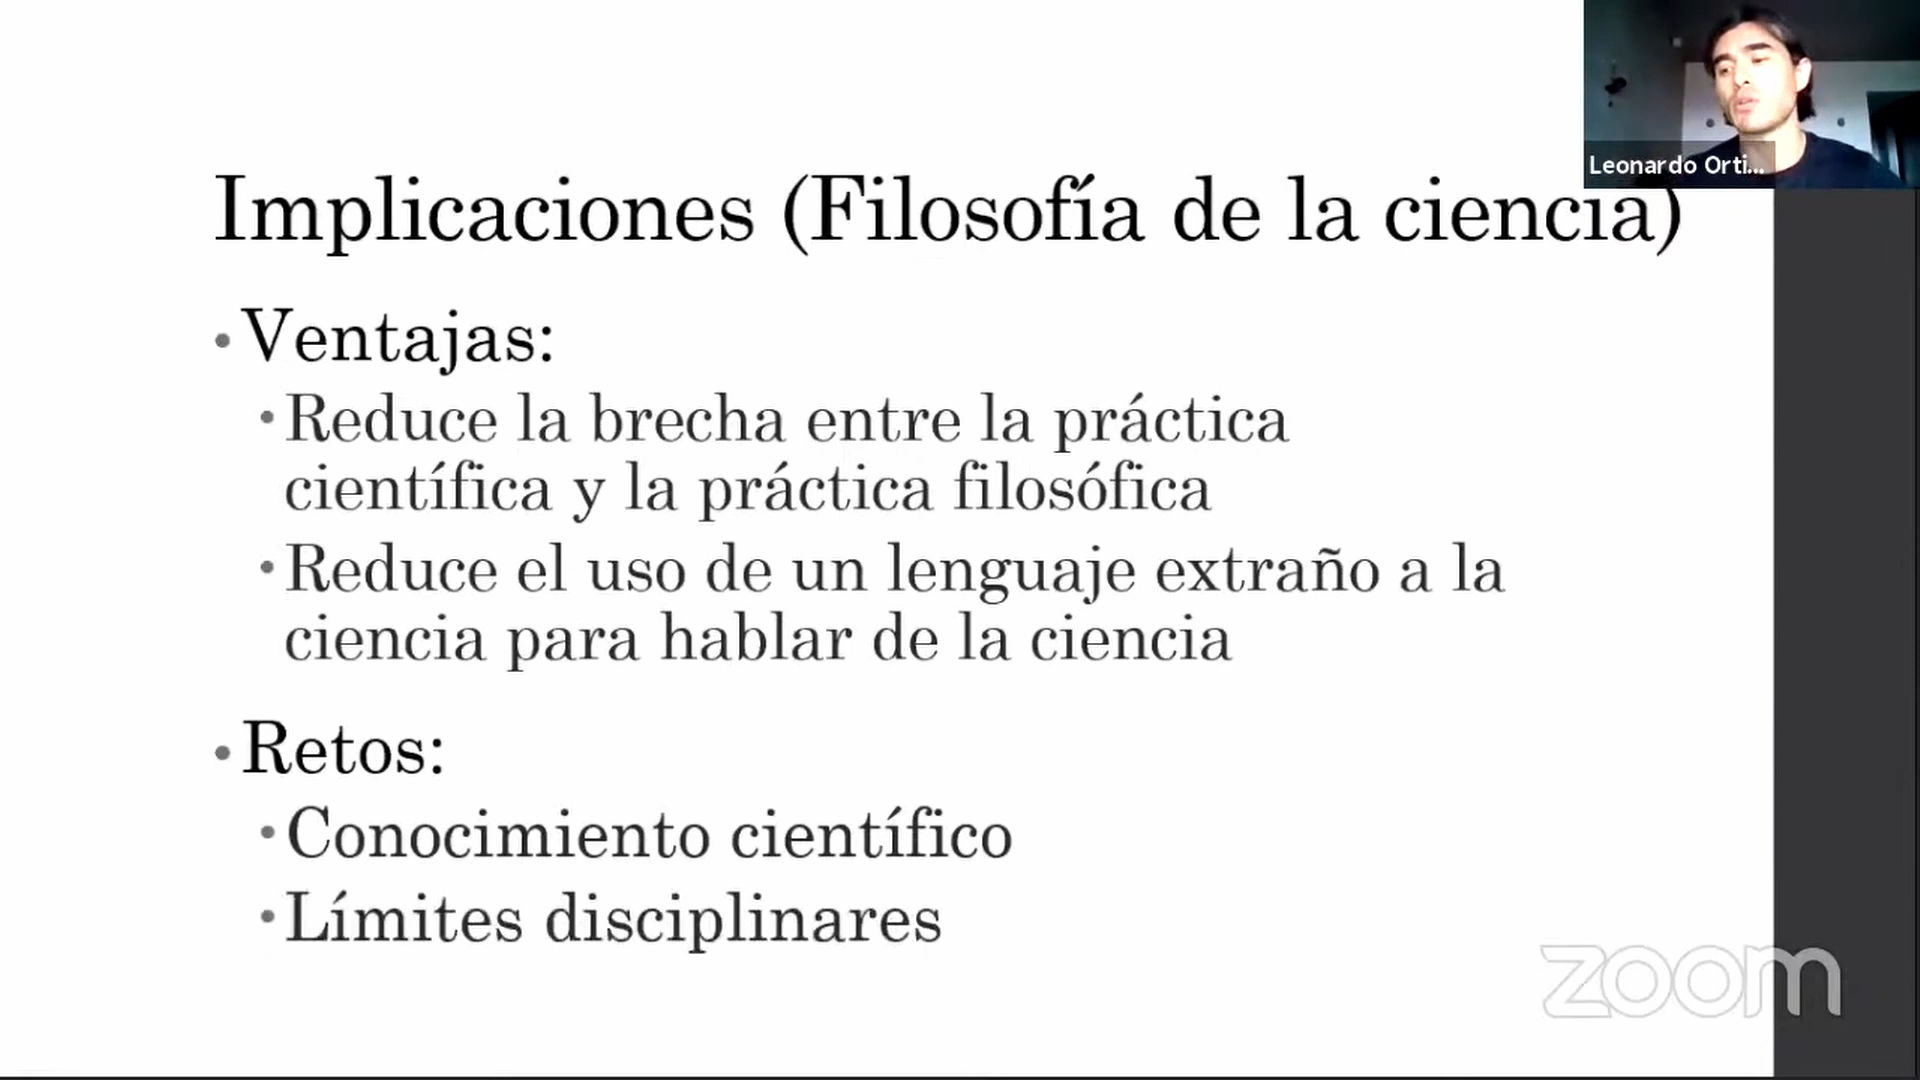 Leonardo Orti...
Implicaciones (Filosofía de la ciencia)
• Ventajas:
• Reduce la brecha entre la práctica
científica y la práctica filosófica
• Reduce el uso de un lenguaje extraño a la
ciencia para hablar de la ciencia
• Retos:
• Conocimiento científico
• Límites disciplinares
zoom